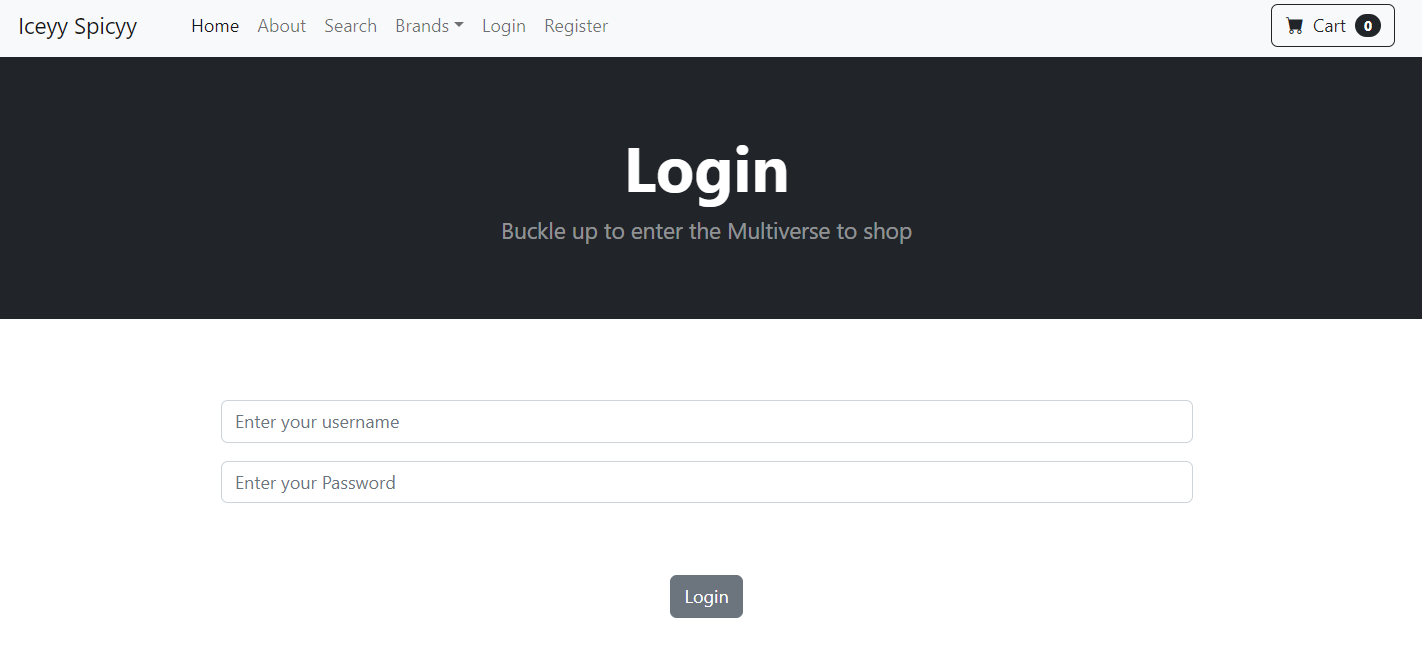 Iceyy Spicyy Home About Search Brands Login Register Cart 0
Login
Buckle up to enter the Multiverse to shop
Enter your username
Enter your Password
Login